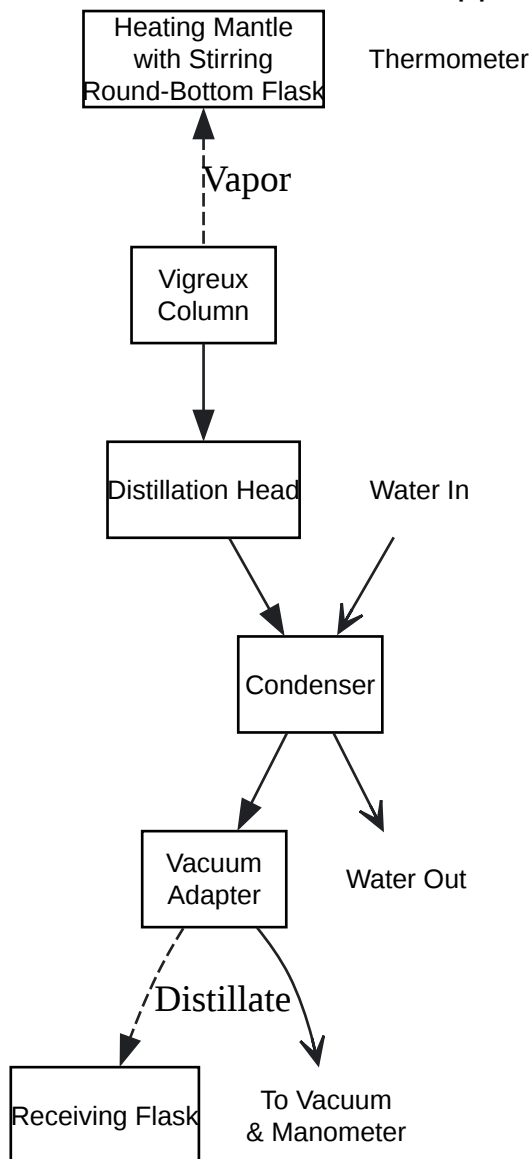 Heating Mantle
with Stirring
Round-Bottom Flask
Thermometer
Vapor
Vigreux
Column
Distillation Head
Water In
Condenser
Vacuum
Adapter
Water Out
Distillate
Receiving Flask
To Vacuum
& Manometer